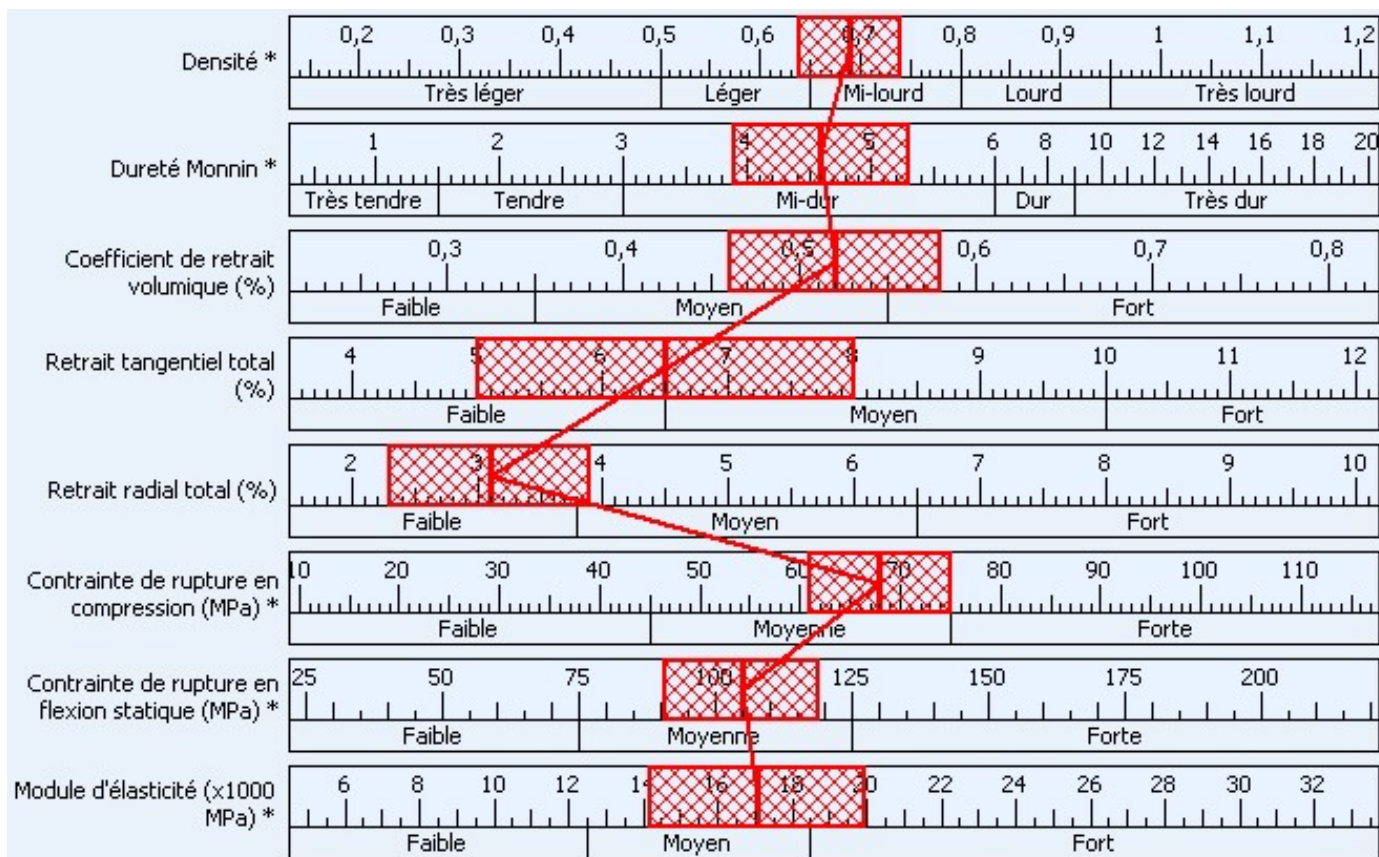 0,2 0,3 0,4 0,5 0,6 0,7 0,8 0,9 1 1,1 1,2
Densité *
Très léger Léger Mi-lourd Lourd Très lourd
1 2 3 4 5 6 8 10 12 14 16 18 20
Dureté Monnin *
Très tendre Tendre Mi-dur Dur Très dur
0,3 0,4 0,5 0,6 0,7 0,8
Coefficient de retrait
volumique (%)
Faible Moyen Fort
4 5 6 7 8 9 10 11 12
Retrait tangentiel total
(%)
Faible Moyen Fort
2 3 4 5 6 7 8 9 10
Retrait radial total (%)
Faible Moyen Fort
10 20 30 40 50 60 70 80 90 100 110
Contrainte de rupture en
compression (MPa) *
Faible Moyenne Forte
25 50 75 100 125 150 175 200
Contrainte de rupture en
flexion statique (MPa) *
Faible Moyenne Forte
6 8 10 12 14 16 18 20 22 24 26 28 30 32
Module d'élasticité (x1000
MPa) *
Faible Moyen Fort